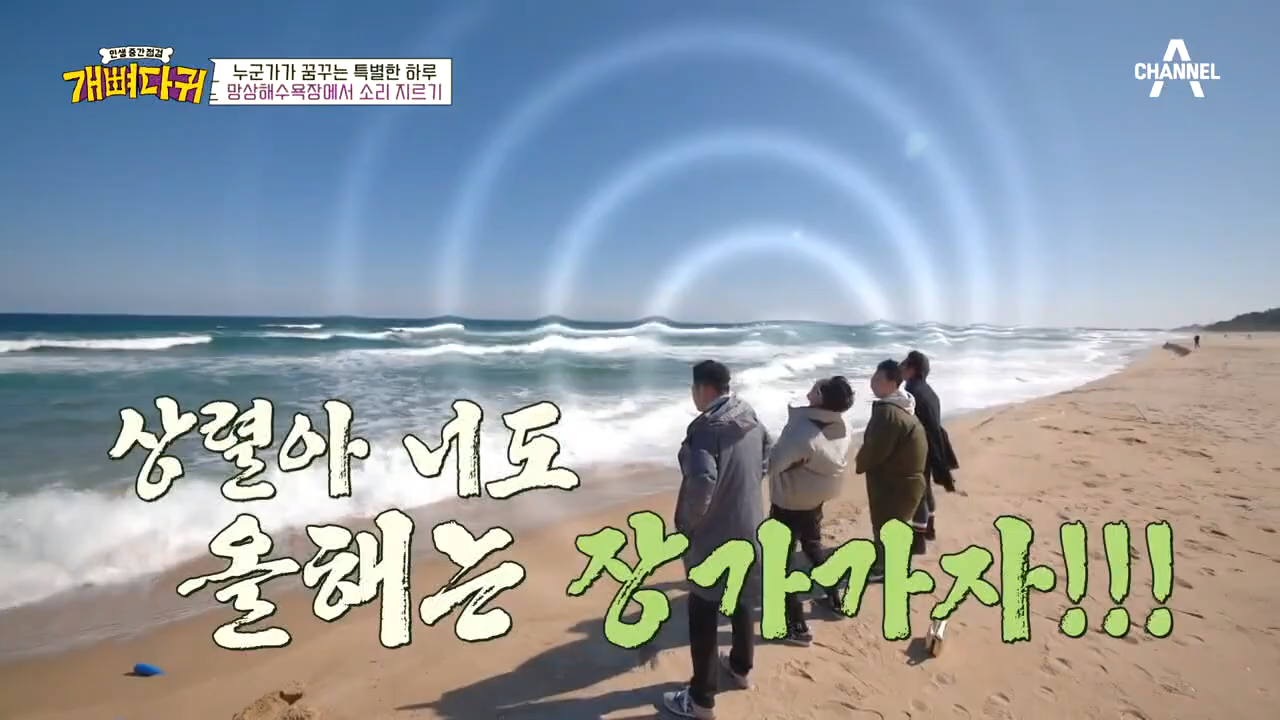 인생 중간 점검
개뼈다귀
누군가가 꿈꾸는 특별한 하루
망상해수욕장에서 소리 지르기
CHANNEL A
상렬아 너도
올해는 장가가자!!!